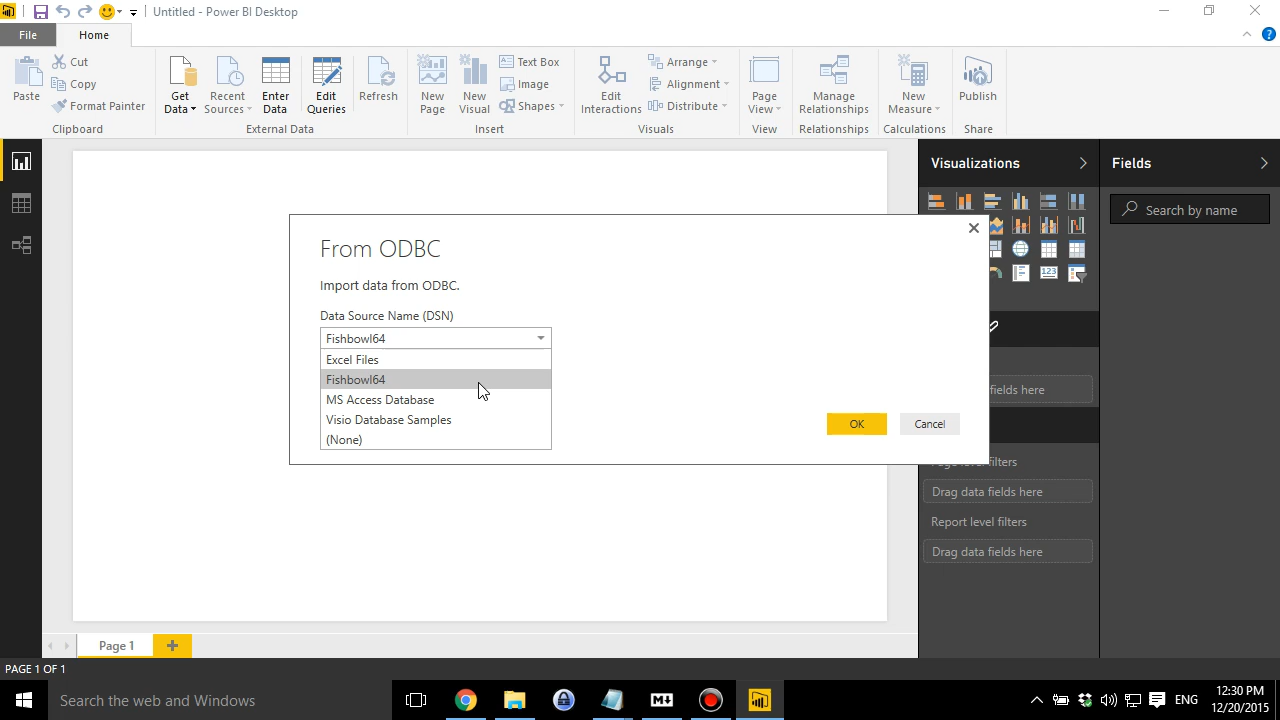 Untitled - Power BI Desktop
File
Home
Paste
Cut
Copy
Format Painter
Clipboard
Get Data
Recent Sources
Enter Data
Edit Queries
Refresh
External Data
New Page
New Visual
Text Box
Image
Shapes
Insert
Edit Interactions
Arrange
Alignment
Distribute
Visuals
Page View
View
Manage Relationships
Relationships
New Measure
Calculations
Publish
Share
Visualizations
Fields
Search by name
From ODBC
Import data from ODBC.
Data Source Name (DSN)
Fishbowl64
Excel Files
Fishbowl64
MS Access Database
Visio Database Samples
(None)
OK
Cancel
fields here
filters
Drag data fields here
Report level filters
Drag data fields here
Page 1
PAGE 1 OF 1
Search the web and Windows
ENG
12:30 PM
12/20/2015